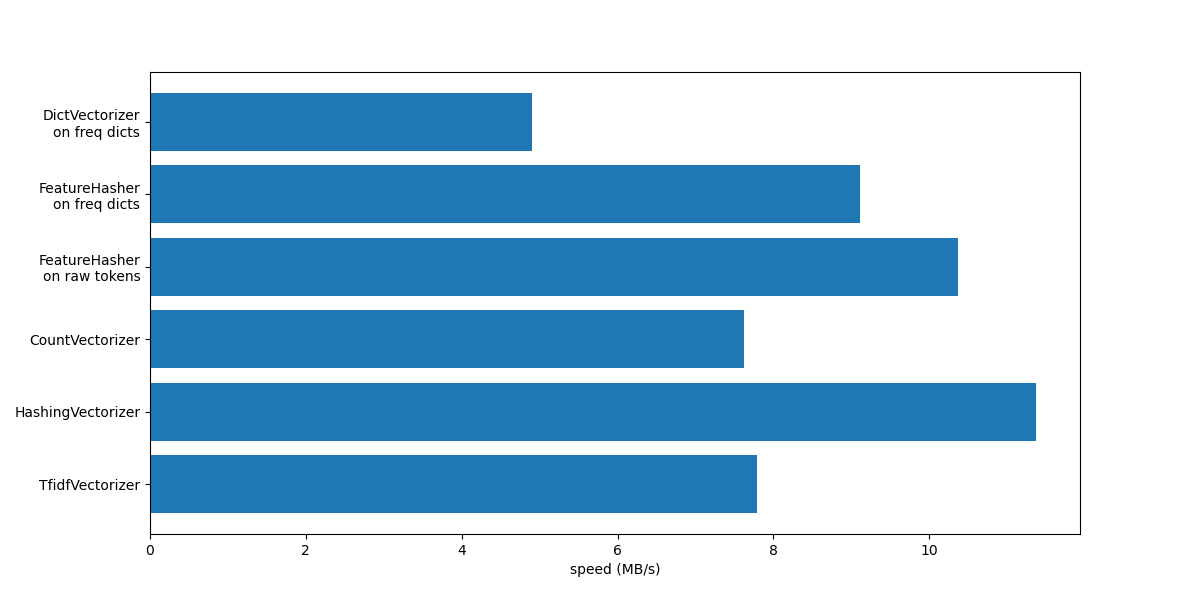 DictVectorizer
on freq dicts
FeatureHasher
on freq dicts
FeatureHasher
on raw tokens
CountVectorizer
HashingVectorizer
TfidfVectorizer
0 2 4 6 8 10
speed (MB/s)